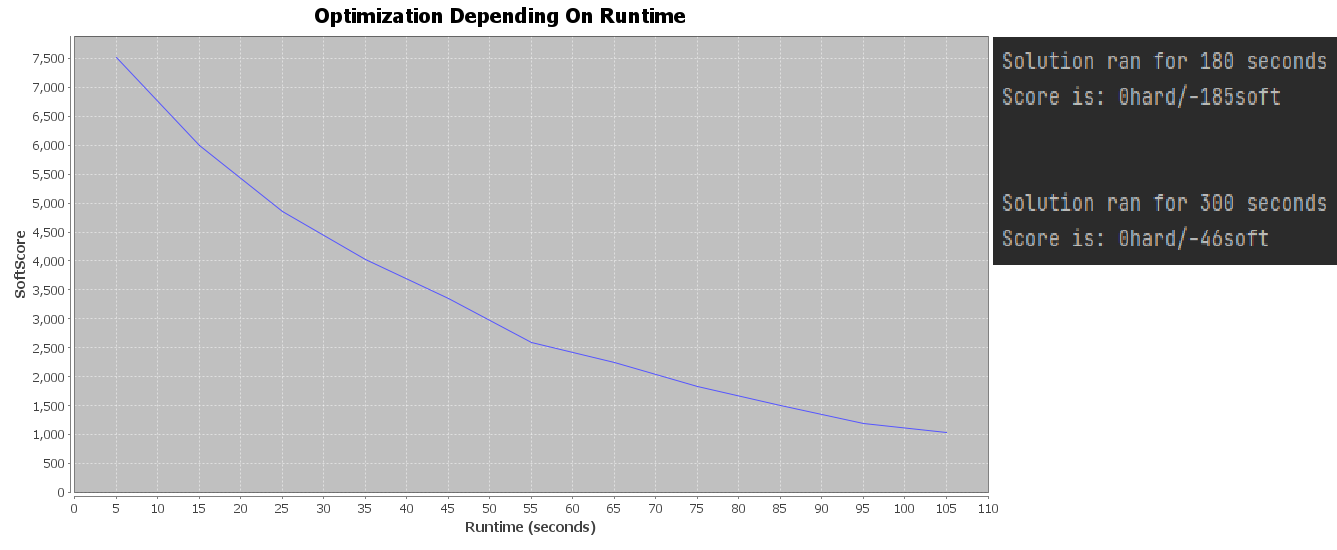 Optimization Depending On Runtime
SoftScore
7,500
7,000
6,500
6,000
5,500
5,000
4,500
4,000
3,500
3,000
2,500
2,000
1,500
1,000
500
0
0 5 10 15 20 25 30 35 40 45 50 55 60 65 70 75 80 85 90 95 100 105 110
Runtime (seconds)
Solution ran for 180 seconds
Score is: 0hard/-185soft
Solution ran for 300 seconds
Score is: 0hard/-46soft